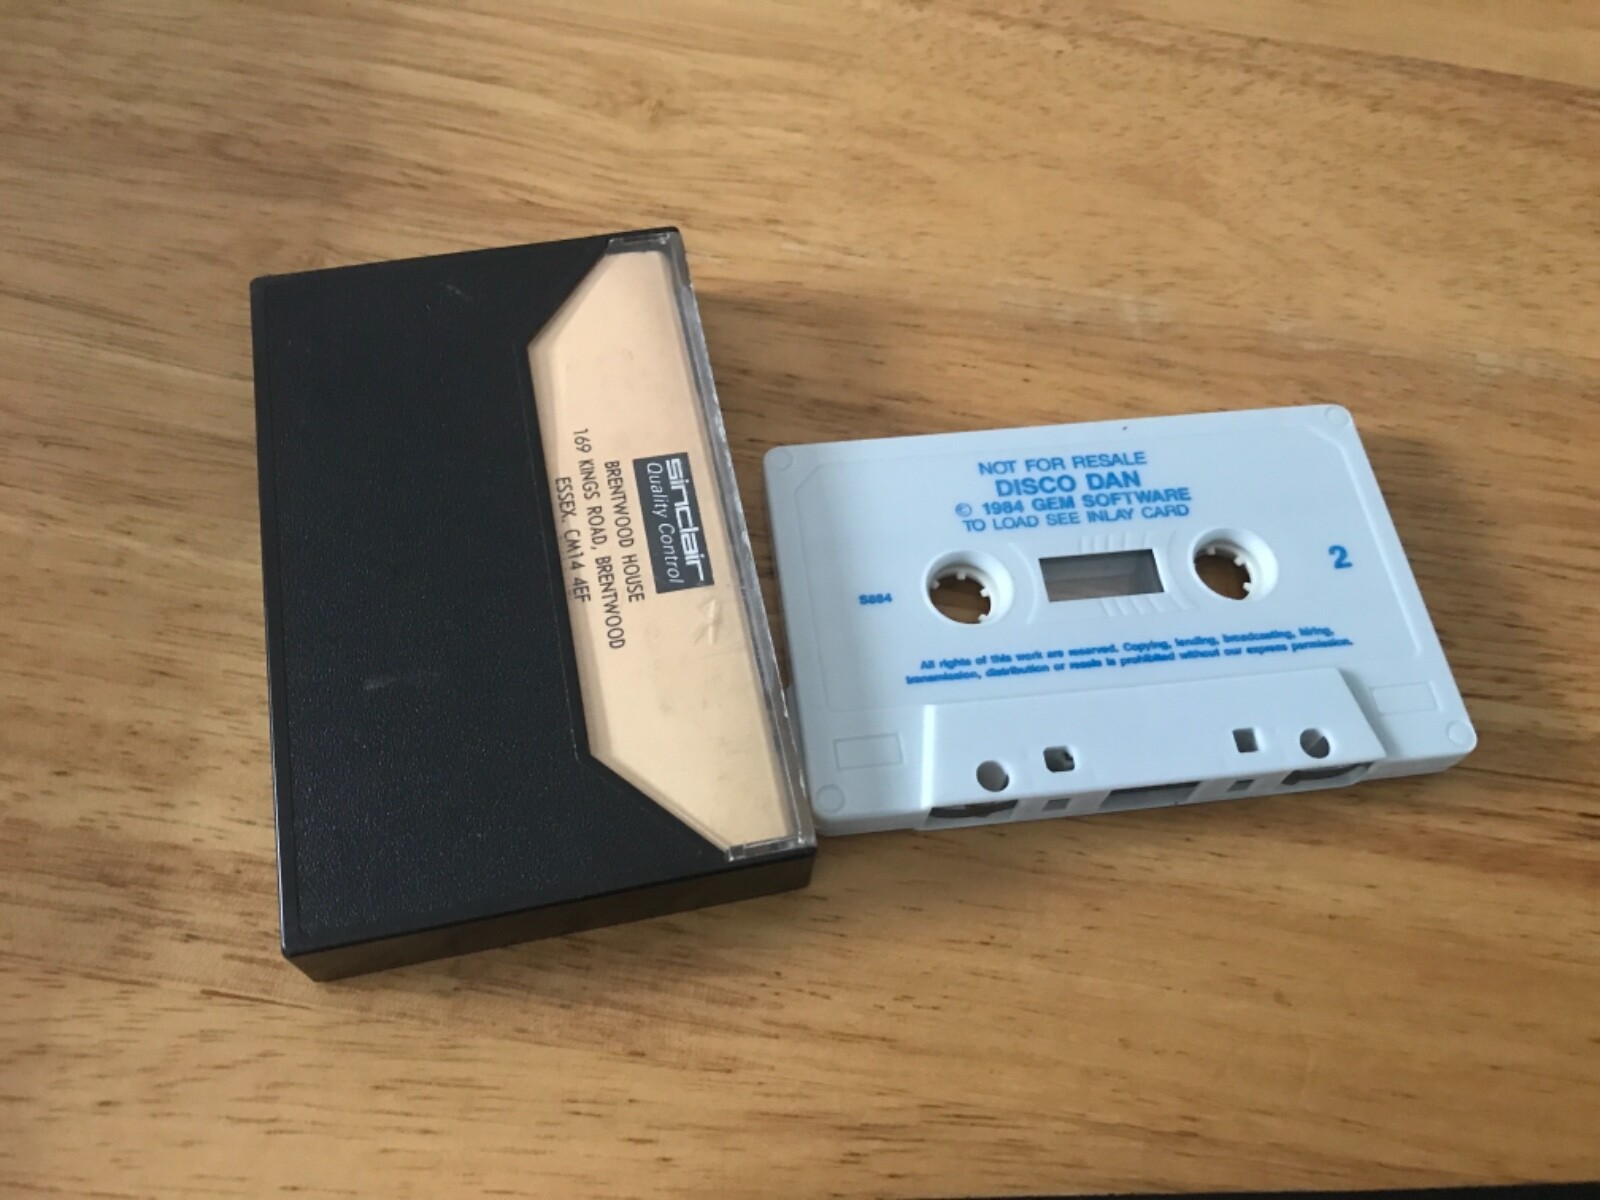 sinclair
Quality Control
BRENTWOOD HOUSE
169 KINGS ROAD, BRENTWOOD
ESSEX. CM14 4EF
NOT FOR RESALE
DISCO DAN
© 1984 GEM SOFTWARE
TO LOAD SEE INLAY CARD
2
S884
All rights of this work are reserved. Copying, lending, broadcasting, hiring,
transmission, distribution or resale is prohibited without our express permission.